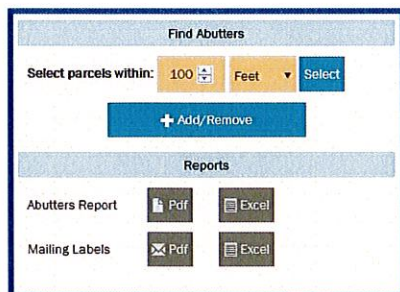 Find Abutters
Select parcels within: 100 Feet Select
Add/Remove
Reports
Abutters Report Pdf Excel
Mailing Labels Pdf Excel